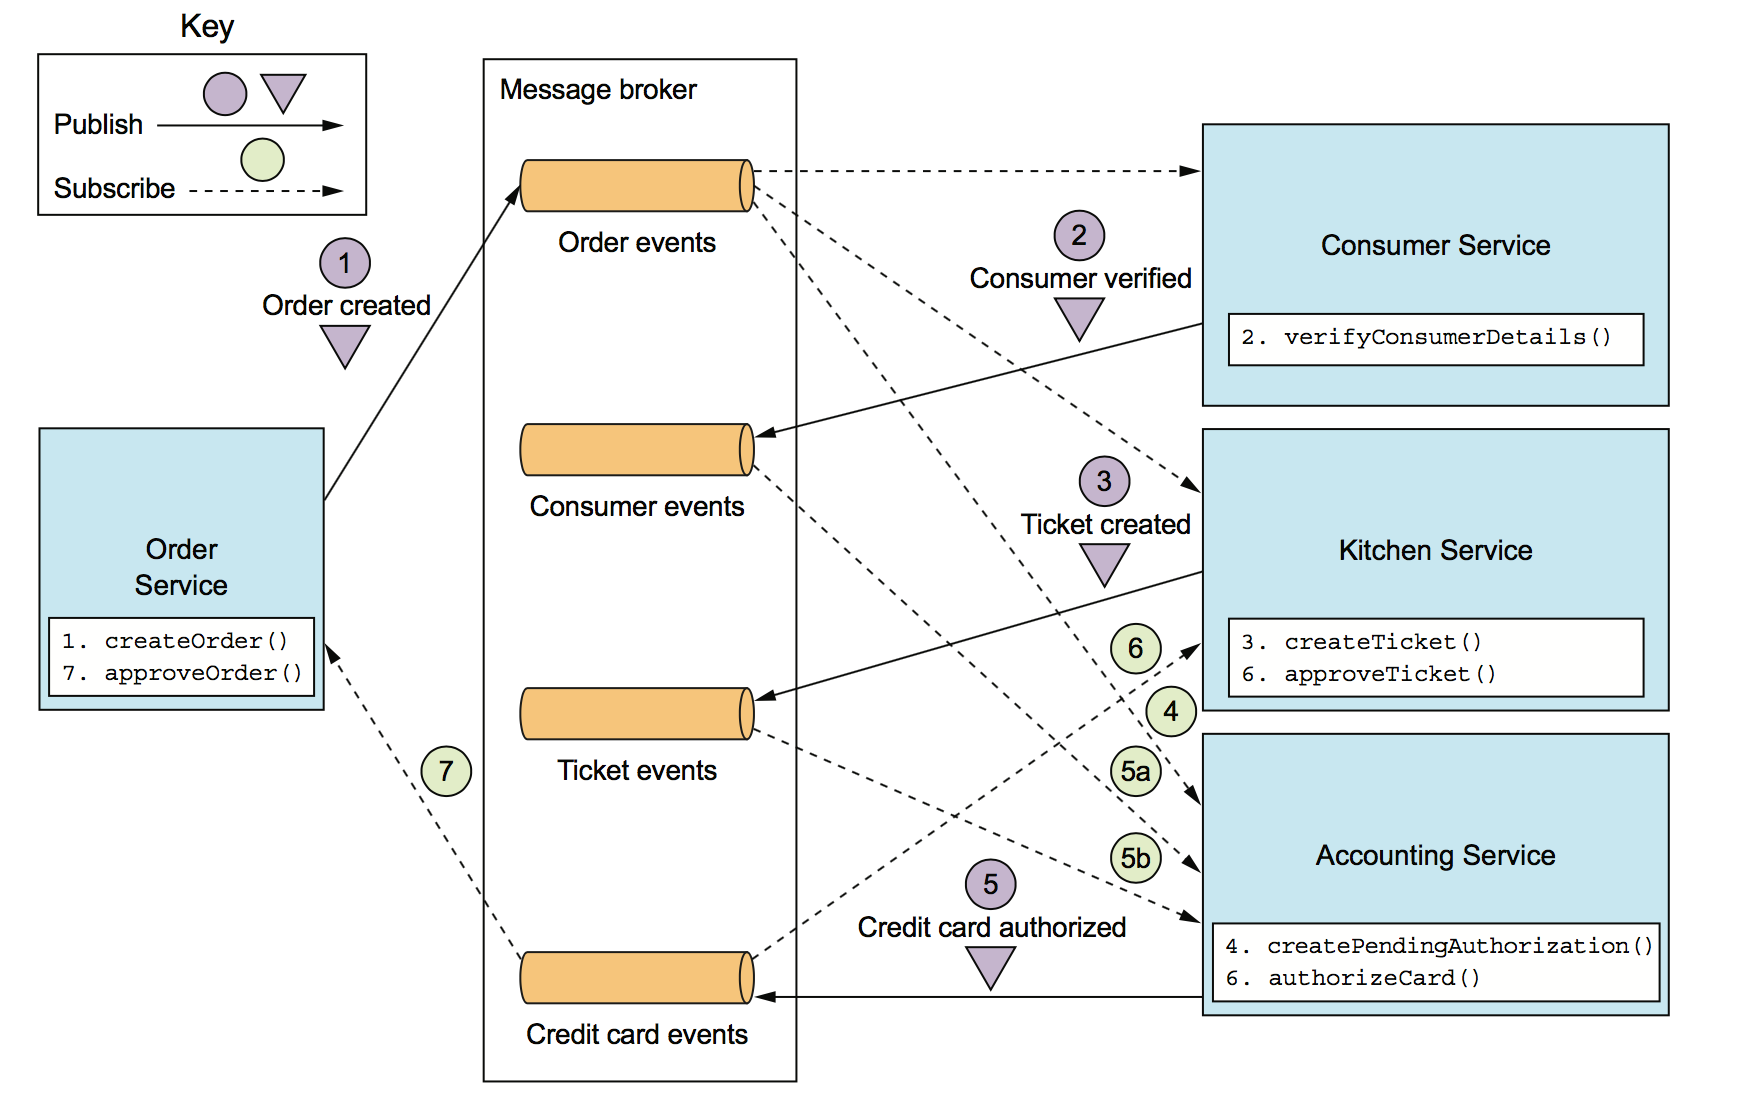 Key
Publish
Subscribe
Message broker
Order events
1
Order created
2
Consumer verified
Consumer Service
2. verifyConsumerDetails()
Consumer events
3
Ticket created
Kitchen Service
3. createTicket()
6. approveTicket()
Order
Service
1. createOrder()
7. approveOrder()
6
4
Ticket events
7
5a
5b
5
Credit card authorized
Accounting Service
4. createPendingAuthorization()
6. authorizeCard()
Credit card events